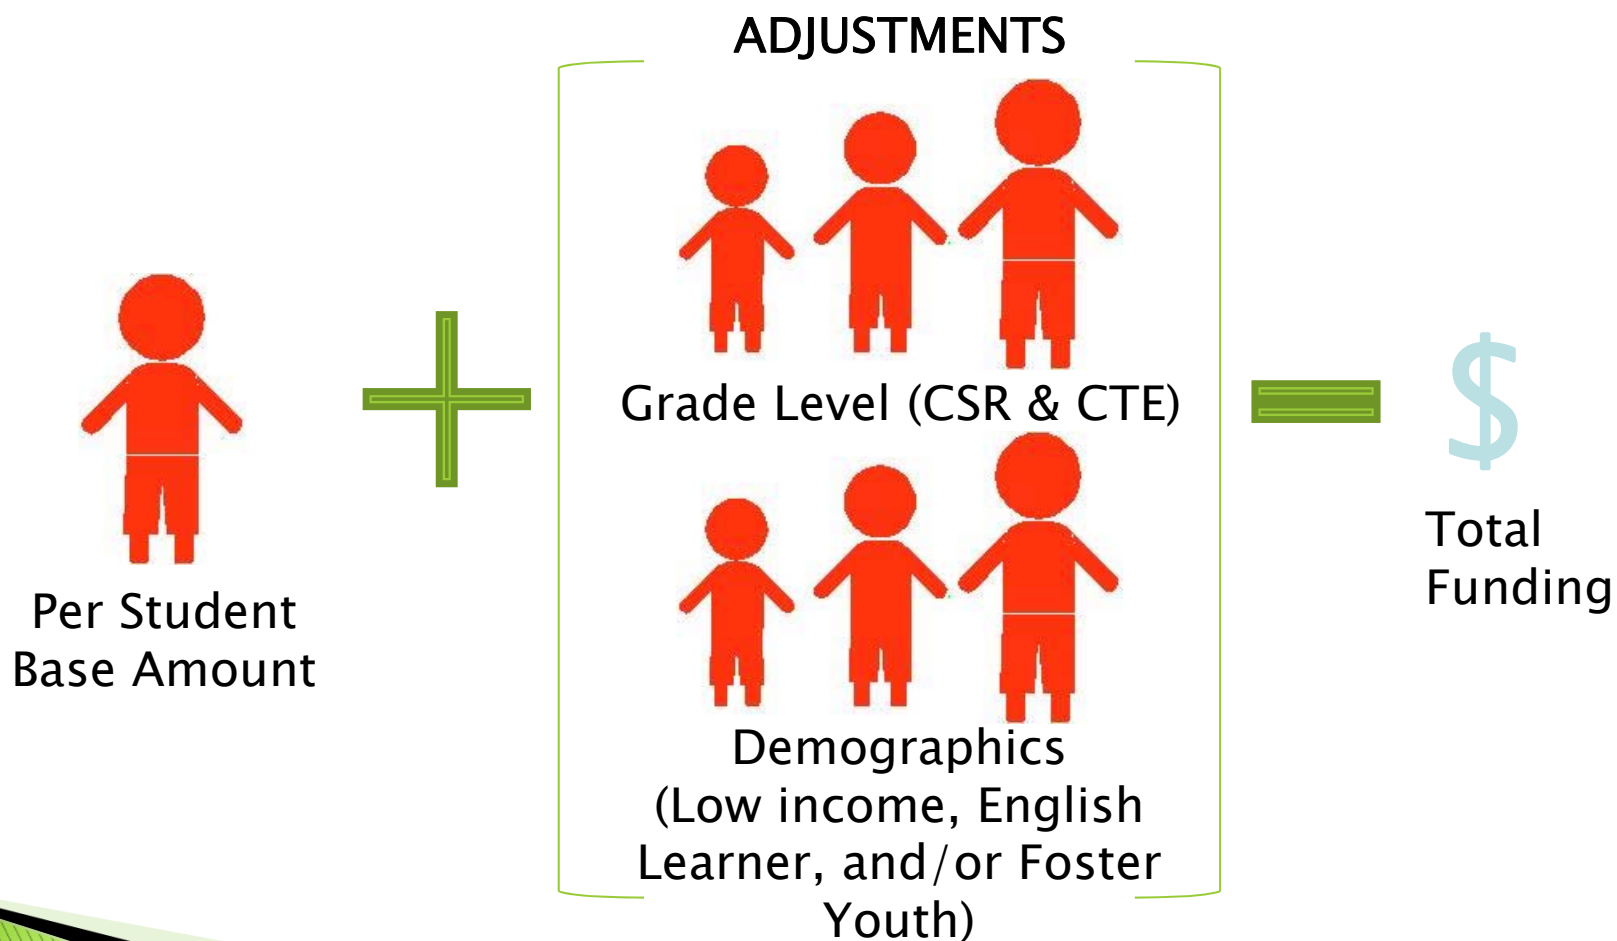 ADJUSTMENTS
Grade Level (CSR & CTE)
Per Student
Base Amount
Demographics
(Low income, English
Learner, and/or Foster
Youth)
$
Total
Funding